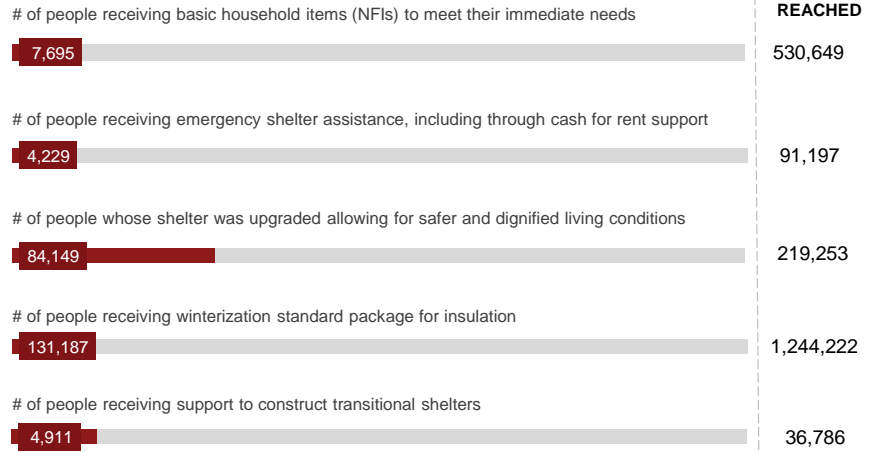 # of people receiving basic household items (NFIs) to meet their immediate needs
REACHED
7,695
530,649
# of people receiving emergency shelter assistance, including through cash for rent support
4,229
91,197
# of people whose shelter was upgraded allowing for safer and dignified living conditions
84,149
219,253
# of people receiving winterization standard package for insulation
131,187
1,244,222
# of people receiving support to construct transitional shelters
4,911
36,786